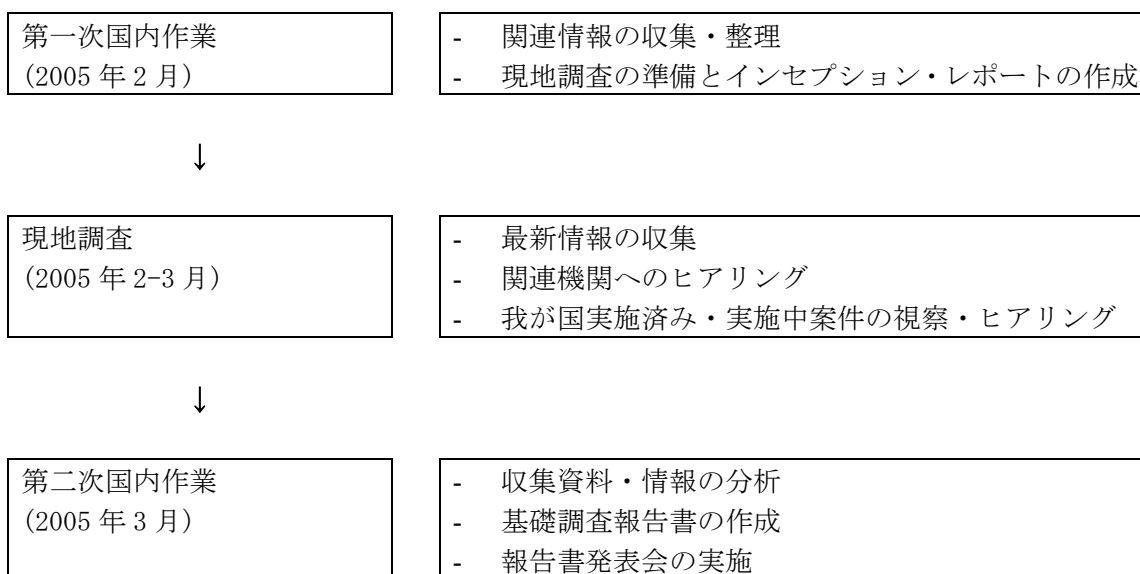 第一次国内作業
(2005 年 2 月)
- 関連情報の収集・整理
- 現地調査の準備とインセプション・レポートの作成
↓
現地調査
(2005 年 2-3 月)
- 最新情報の収集
- 関連機関へのヒアリング
- 我が国実施済み・実施中案件の視察・ヒアリング
↓
第二次国内作業
(2005 年 3 月)
- 収集資料・情報の分析
- 基礎調査報告書の作成
- 報告書発表会の実施